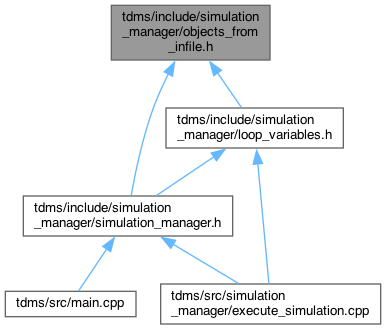 tdms/include/simulation
_manager/objects_from
_infile.h
tdms/include/simulation
_manager/loop_variables.h
tdms/include/simulation
_manager/simulation_manager.h
tdms/src/main.cpp
tdms/src/simulation
_manager/execute_simulation.cpp